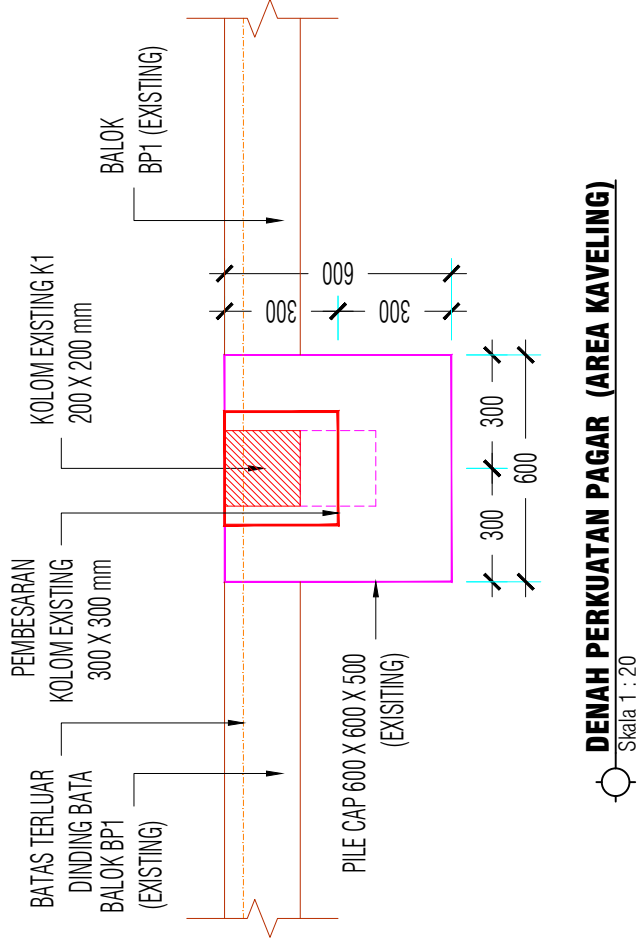 BATAS TERLUAR
DINDING BATA
BALOK BP1
(EXISTING)
PEMBESARAN
KOLOM EXISTING
300 X 300 mm
KOLOM EXISTING K1
200 X 200 mm
BALOK
BP1 (EXISTING)
PILE CAP 600 X 600 X 500
(EXISITING)
300
300
600
300
300
600
DENAH PERKUATAN PAGAR (AREA KAVELING)
Skala 1 : 20